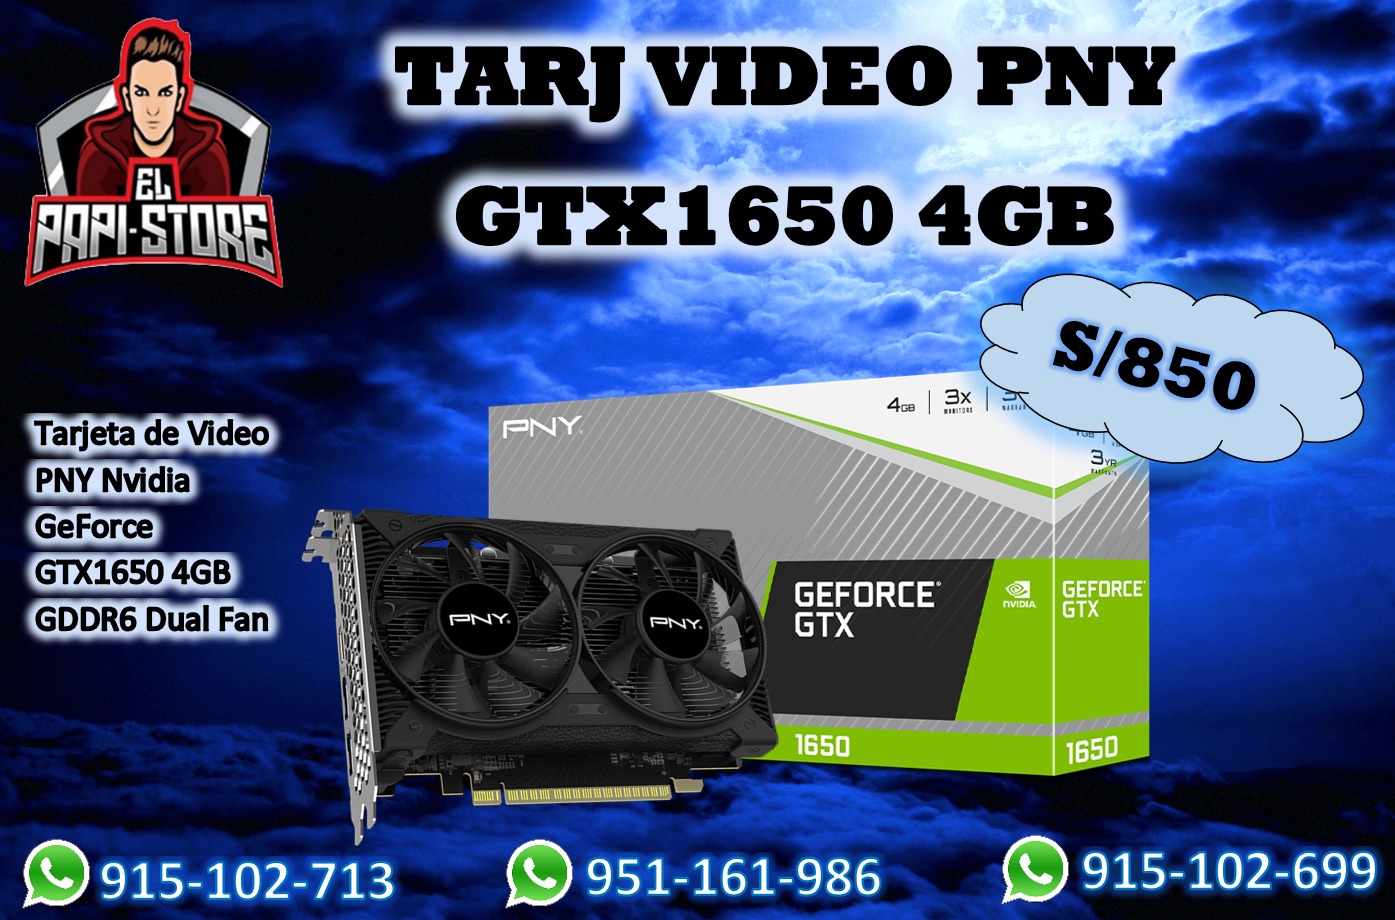 EL
PAPI-STORE
TARJ VIDEO PNY
GTX1650 4GB
S/850
Tarjeta de Video
PNY Nvidia
GeForce
GTX1650 4GB
GDDR6 Dual Fan
PNY.
4GB
3X
MONITORS
3YR
GEFORCE
GTX
NVIDIA.
GEFORCE
GTX
1650
1650
PNY.
PNY.
915-102-713
951-161-986
915-102-699